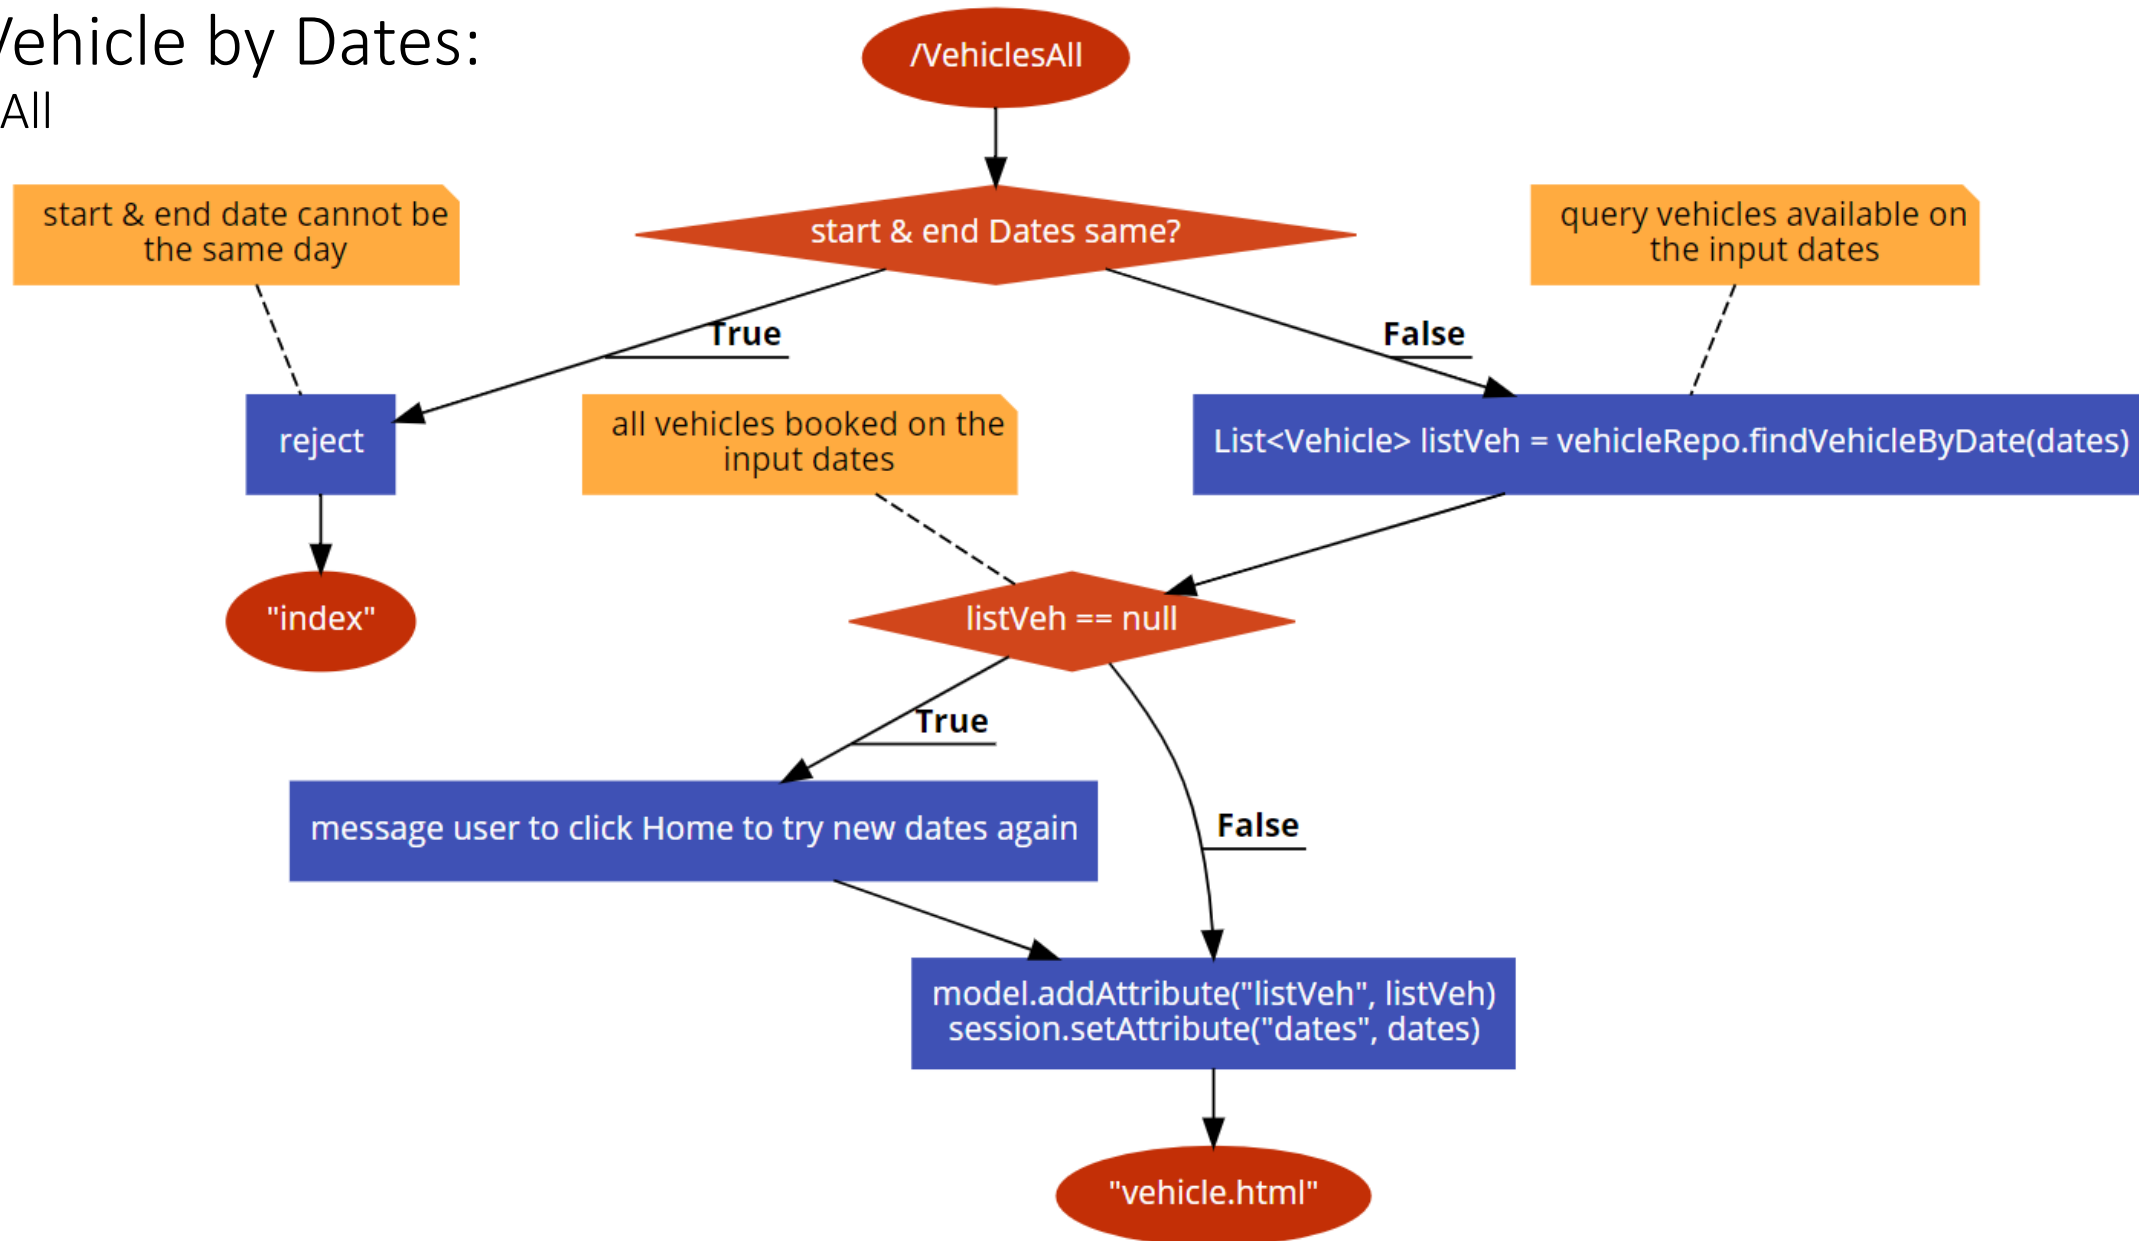 Vehicle by Dates:
All
/VehiclesAll
start & end date cannot be
the same day
start & end Dates same?
query vehicles available on
the input dates
True
False
reject
all vehicles booked on the
input dates
List<Vehicle> listVeh = vehicleRepo.findVehicleByDate(dates)
"index"
listVeh == null
True
message user to click Home to try new dates again
False
model.addAttribute("listVeh", listVeh)
session.setAttribute("dates", dates)
"vehicle.html"